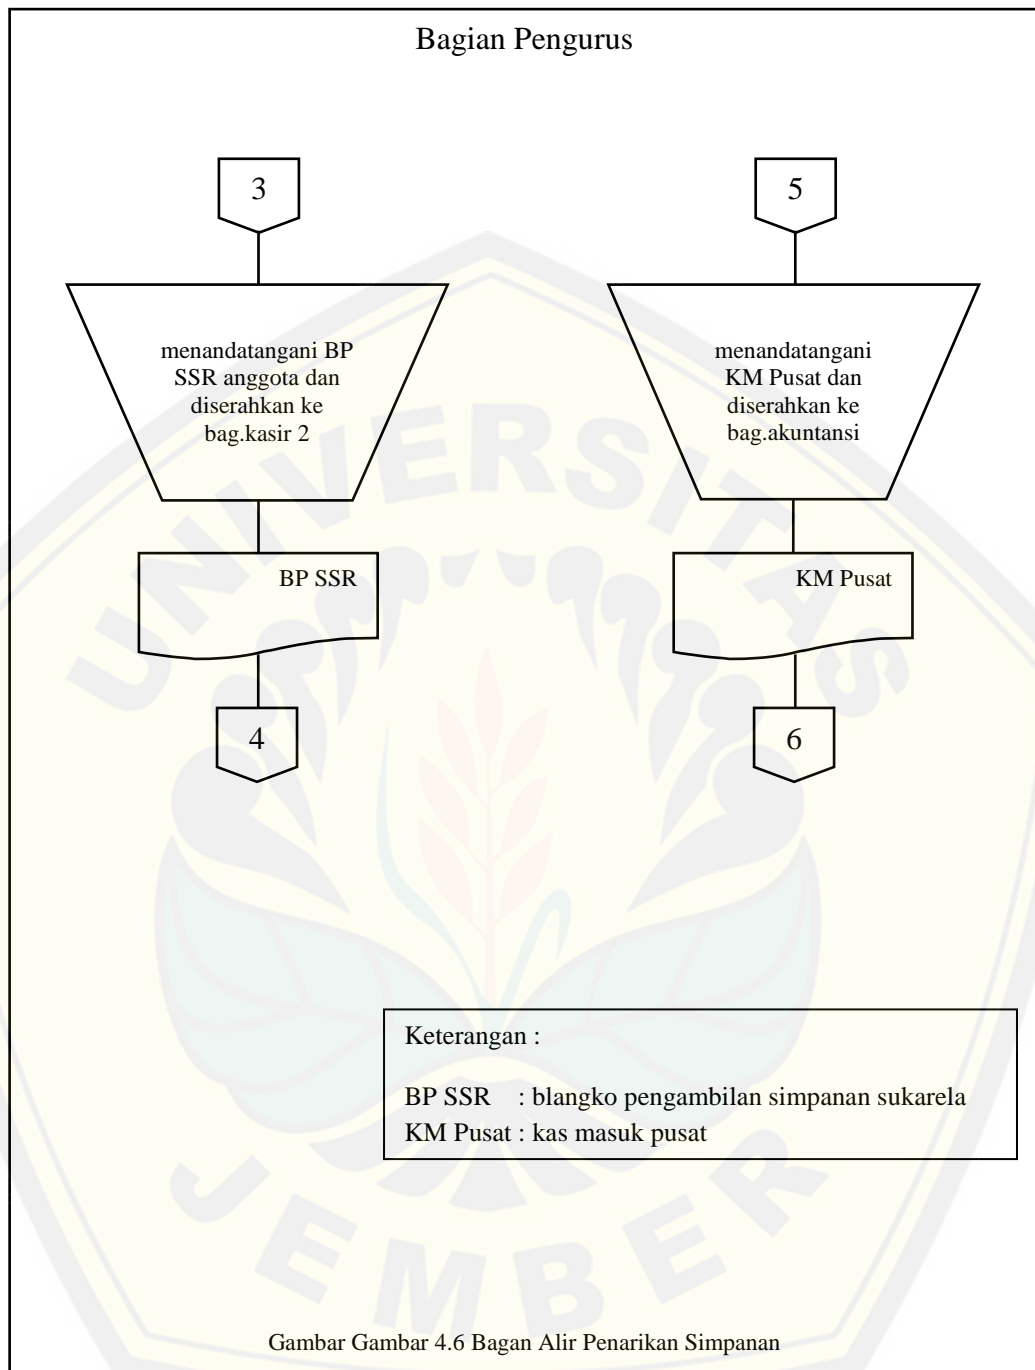 Bagian Pengurus
3
menandatangani BP
SSR anggota dan
diserahkan ke
bag.kasir 2
BP SSR
4
5
menandatangani
KM Pusat dan
diserahkan ke
bag.akuntansi
KM Pusat
6
Keterangan :
BP SSR : blangko pengambilan simpanan sukarela
KM Pusat : kas masuk pusat
UNIVERSITAS
JEMBER
Gambar Gambar 4.6 Bagan Alir Penarikan Simpanan